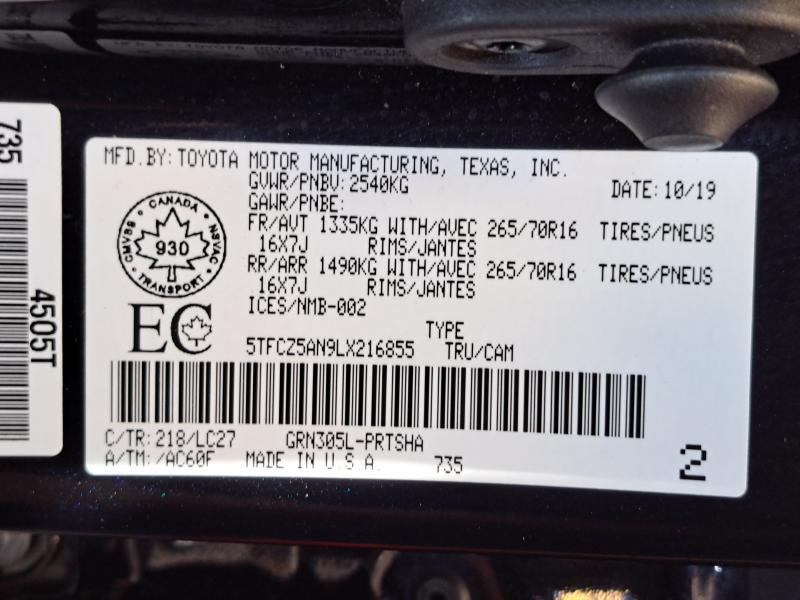 735
4505T
MFD.BY: TOYOTA MOTOR MANUFACTURING, TEXAS, INC.
GVWR/PNBV: 2540KG
DATE: 10/19
GAWR/PNBE:
FR/AVT 1335KG WITH/AVEC 265/70R16 TIRES/PNEUS
16X7J RIMS/JANTES
RR/ARR 1490KG WITH/AVEC 265/70R16 TIRES/PNEUS
16X7J RIMS/JANTES
ICES/NMB-002
CANADA
CMVSS
NSVAC
930
TRANSPORT
EC
TYPE
5TFCZ5AN9LX216855 TRU/CAM
C/TR: 218/LC27 GRN305L-PRTSHA
A/TM: /AC60F MADE IN U.S.A. 735
2